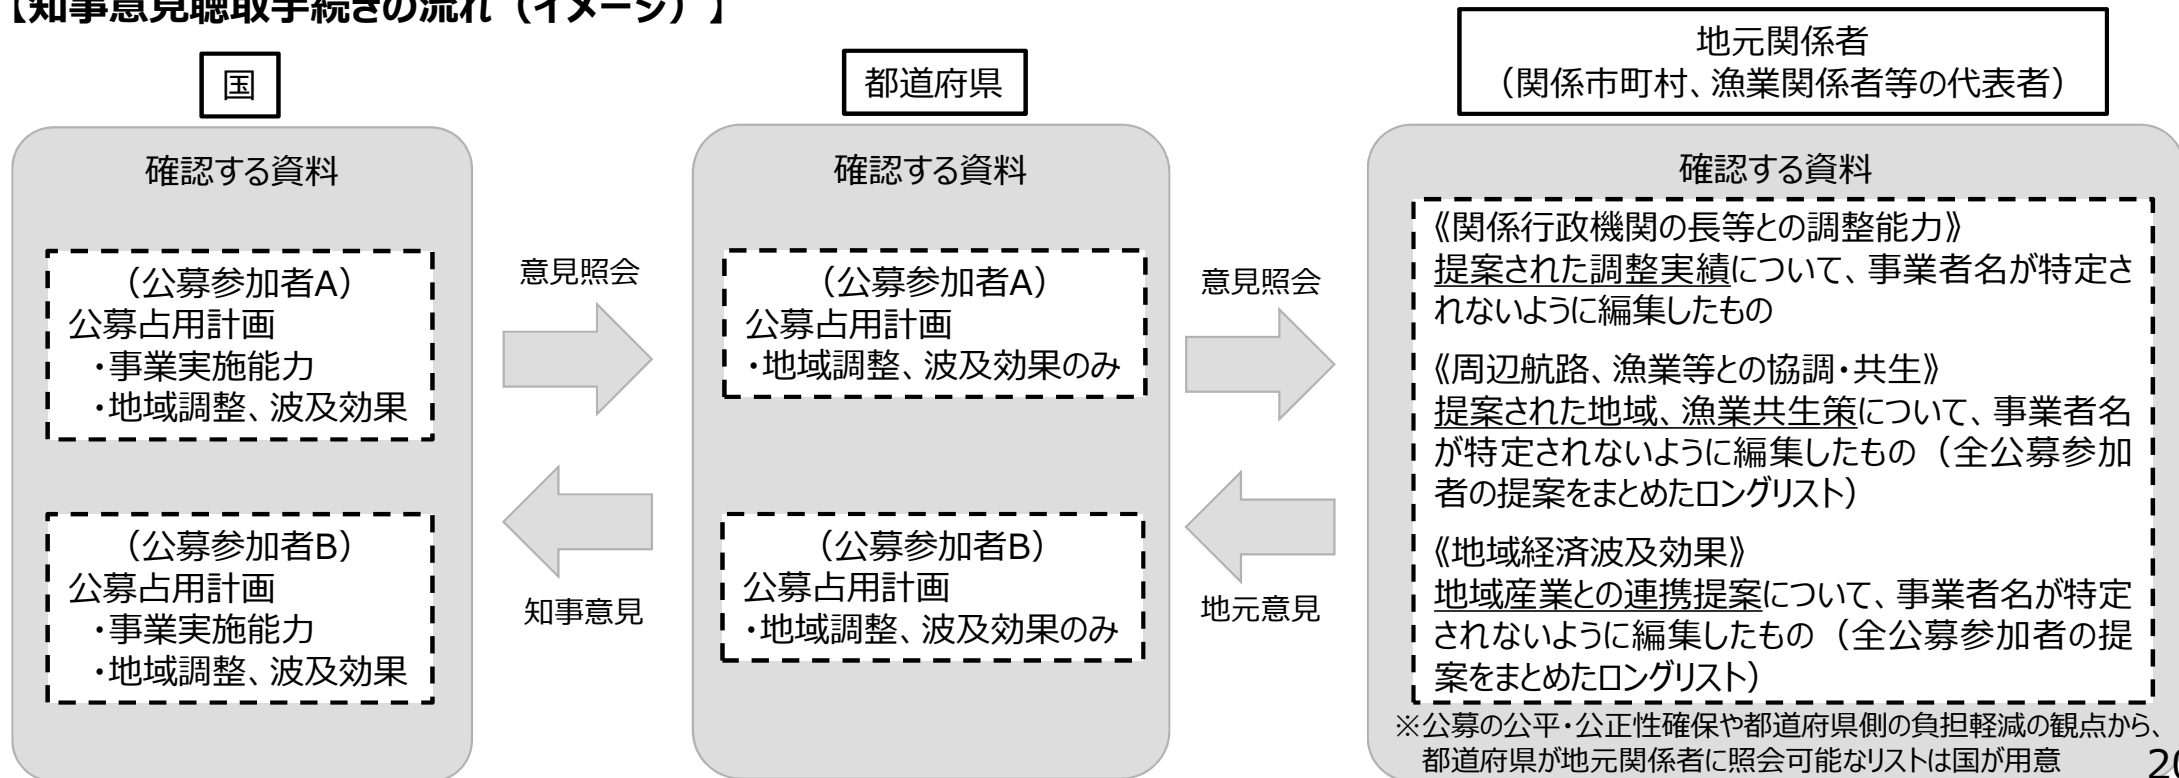 【知事意見聴取手続きの流れ（イメージ）】
国
確認する資料
（公募参加者A）
公募占用計画
・事業実施能力
・地域調整、波及効果
（公募参加者B）
公募占用計画
・事業実施能力
・地域調整、波及効果
意見照会
知事意見
都道府県
確認する資料
（公募参加者A）
公募占用計画
・地域調整、波及効果のみ
（公募参加者B）
公募占用計画
・地域調整、波及効果のみ
意見照会
地元意見
地元関係者
（関係市町村、漁業関係者等の代表者）
確認する資料
《関係行政機関の長等との調整能力》
提案された調整実績について、事業者名が特定さ
れないように編集したもの
《周辺航路、漁業等との協調・共生》
提案された地域、漁業共生策について、事業者名
が特定されないように編集したもの（全公募参加
者の提案をまとめたロングリスト）
《地域経済波及効果》
地域産業との連携提案について、事業者名が特定
されないように編集したもの（全公募参加者の提
案をまとめたロングリスト）
※公募の公平・公正性確保や都道府県側の負担軽減の観点から、
都道府県が地元関係者に照会可能なリストは国が用意